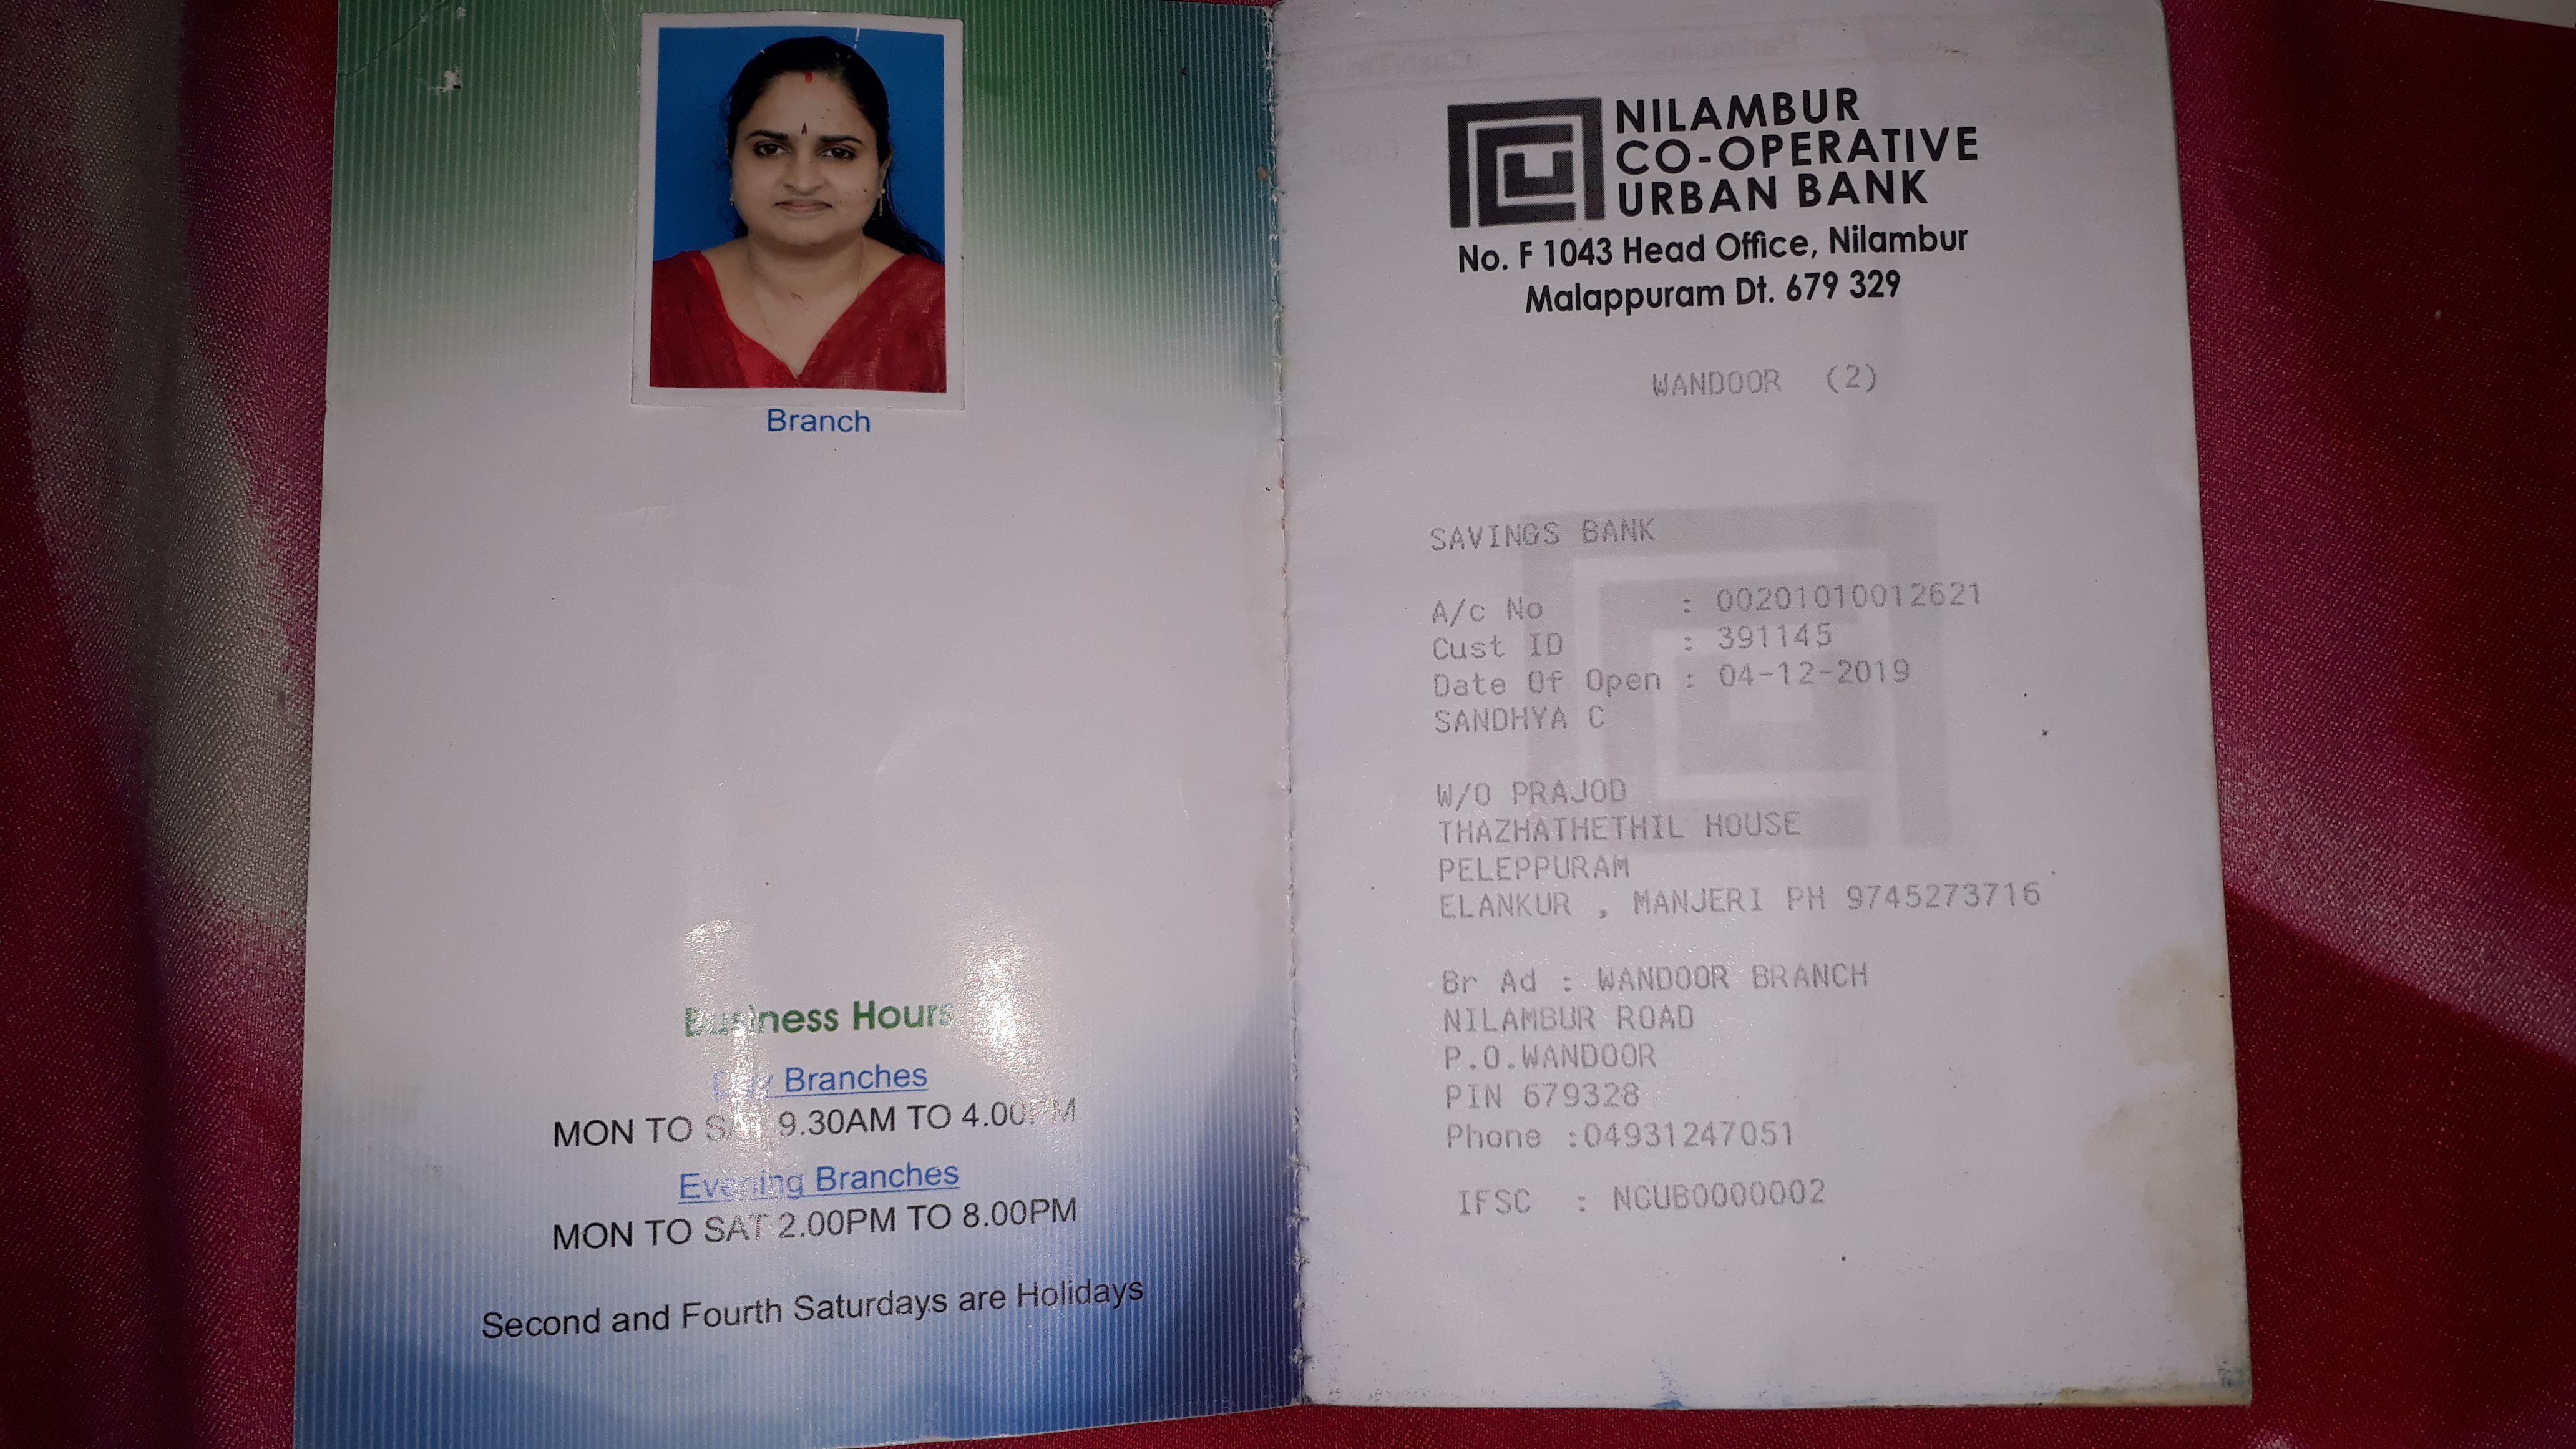 Branch
Business Hours
Day Branches
MON TO SAT 9.30AM TO 4.00PM
Evening Branches
MON TO SAT 2.00PM TO 8.00PM
Second and Fourth Saturdays are Holidays
NILAMBUR
CO-OPERATIVE
URBAN BANK
No. F 1043 Head Office, Nilambur
Malappuram Dt. 679 329
WANDOOR (2)
SAVINGS BANK
A/c No : 00201010012621
Cust ID : 391145
Date Of Open : 04-12-2019
SANDHYA C
W/O PRAJOD
THAZHATHETHIL HOUSE
PELEPPURAM
ELANKUR , MANJERI PH 9745273716
Br Ad : WANDOOR BRANCH
NILAMBUR ROAD
P.O.WANDOOR
PIN 679328
Phone :04931247051
IFSC : NCUB0000002